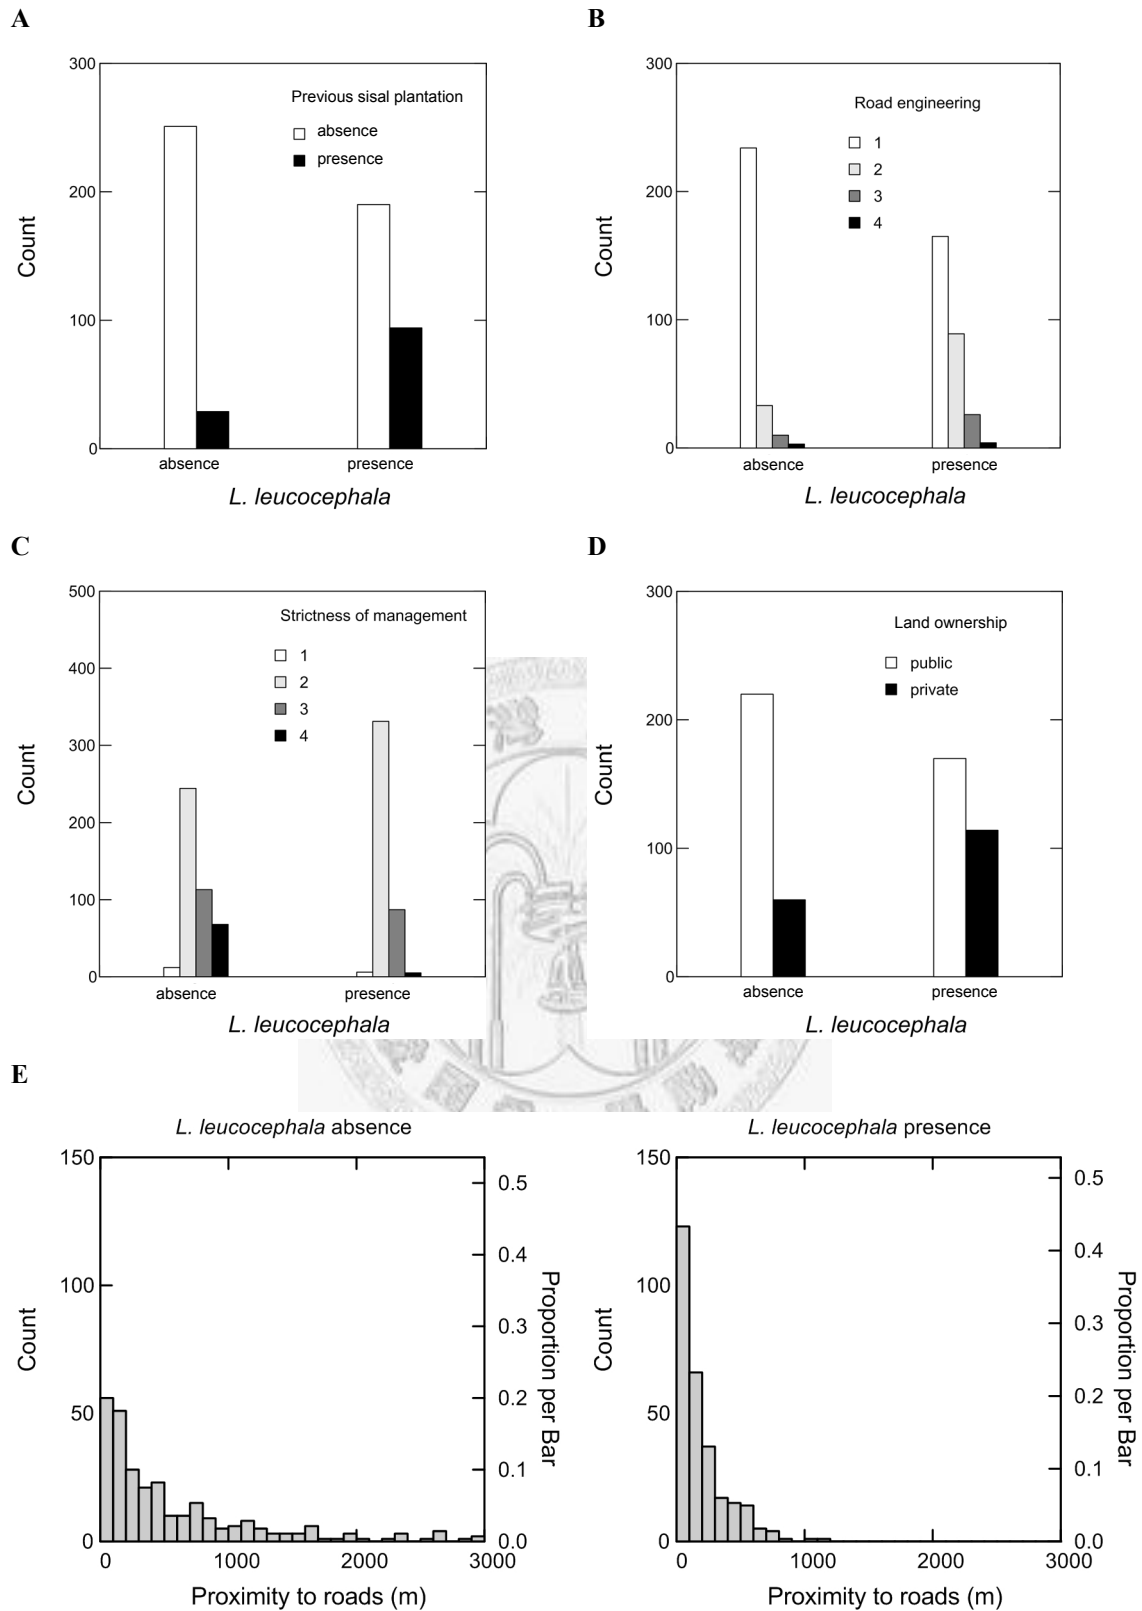 A
300
200
100
0
Count
Previous sisal plantation
absence
presence
absence presence
L. leucocephala
B
300
200
100
0
Count
Road engineering
1
2
3
4
absence presence
L. leucocephala
C
500
400
300
200
100
0
Count
Strictness of management
1
2
3
4
absence presence
L. leucocephala
D
300
200
100
0
Count
Land ownership
public
private
absence presence
L. leucocephala
E
L. leucocephala absence
150
100
50
0
Count
0.5
0.4
0.3
0.2
0.1
0.0
Proportion per Bar
0 1000 2000 3000
Proximity to roads (m)
L. leucocephala presence
150
100
50
0
Count
0.5
0.4
0.3
0.2
0.1
0.0
Proportion per Bar
0 1000 2000 3000
Proximity to roads (m)